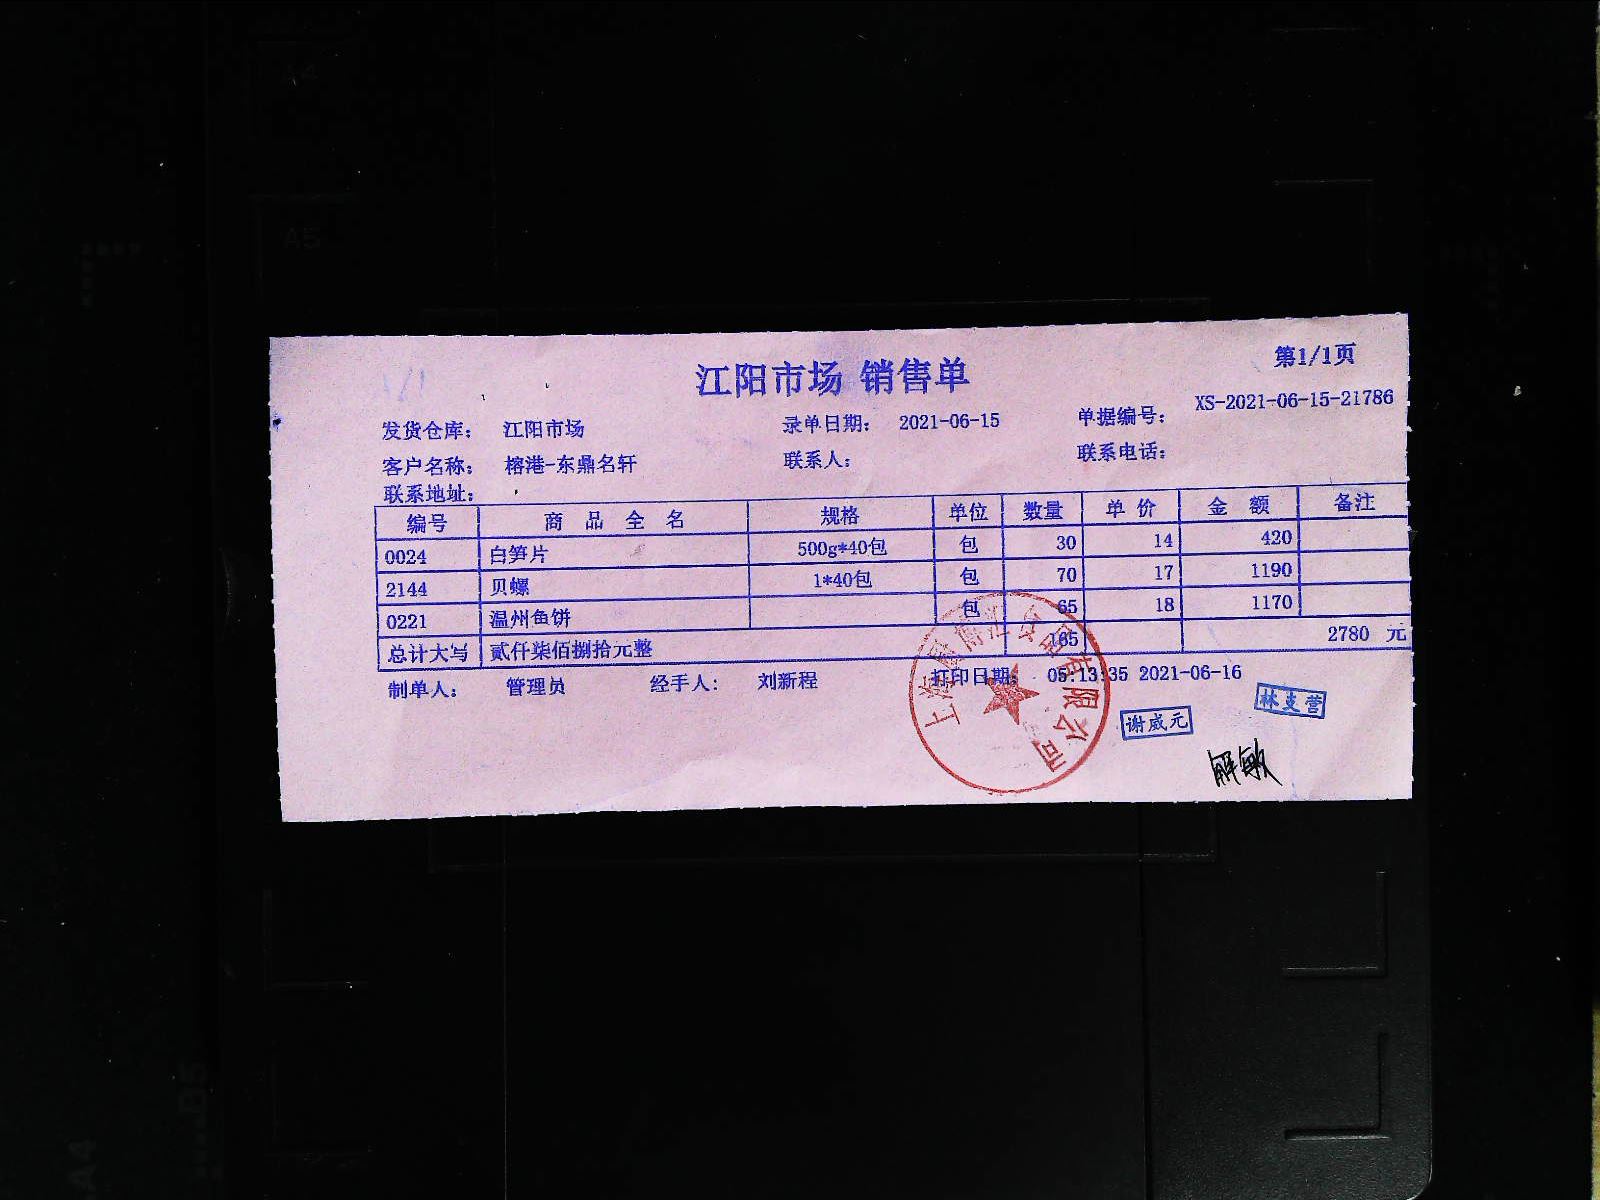 江阳市场 销售单
第1/1页
发货仓库： 江阳市场 录单日期： 2021-06-15 单据编号： XS-2021-06-15-21786
客户名称： 榕港-东鼎名轩 联系人： 联系电话：
联系地址：
编号 商 品 全 名 规格 单位 数量 单 价 金 额 备注
0024 白笋片 500g*40包 包 30 14 420
2144 贝螺 1*40包 包 70 17 1190
0221 温州鱼饼 包 65 18 1170
总计大写 贰仟柒佰捌拾元整 165 2780 元
制单人： 管理员 经手人： 刘新程 打印日期： 05:13:35 2021-06-16
林支营
谢威元
解敏
A5
A4
B5